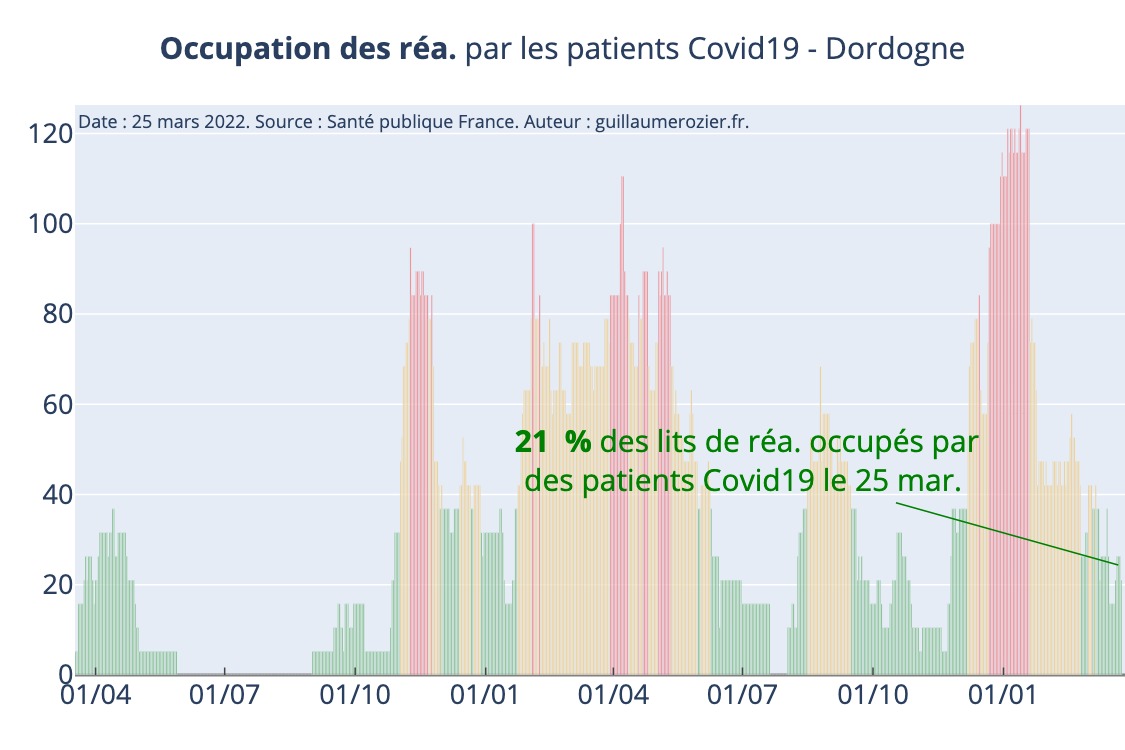 Occupation des réa. par les patients Covid19 - Dordogne
Date : 25 mars 2022. Source : Santé publique France. Auteur : guillaumerozier.fr.
120
100
80
60
21 % des lits de réa. occupés par
des patients Covid19 le 25 mar.
40
20
0
01/04 01/07 01/10 01/01 01/04 01/07 01/10 01/01